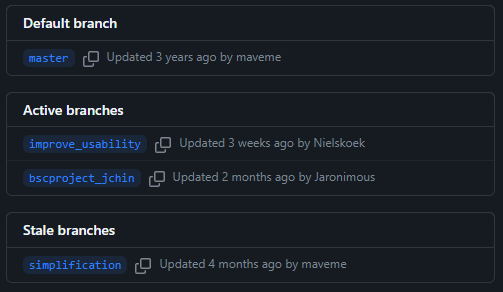 Default branch
master Updated 3 years ago by maveme
Active branches
improve_usability Updated 3 weeks ago by Nielskoek
bscproject_jchin Updated 2 months ago by Jaronimous
Stale branches
simplification Updated 4 months ago by maveme